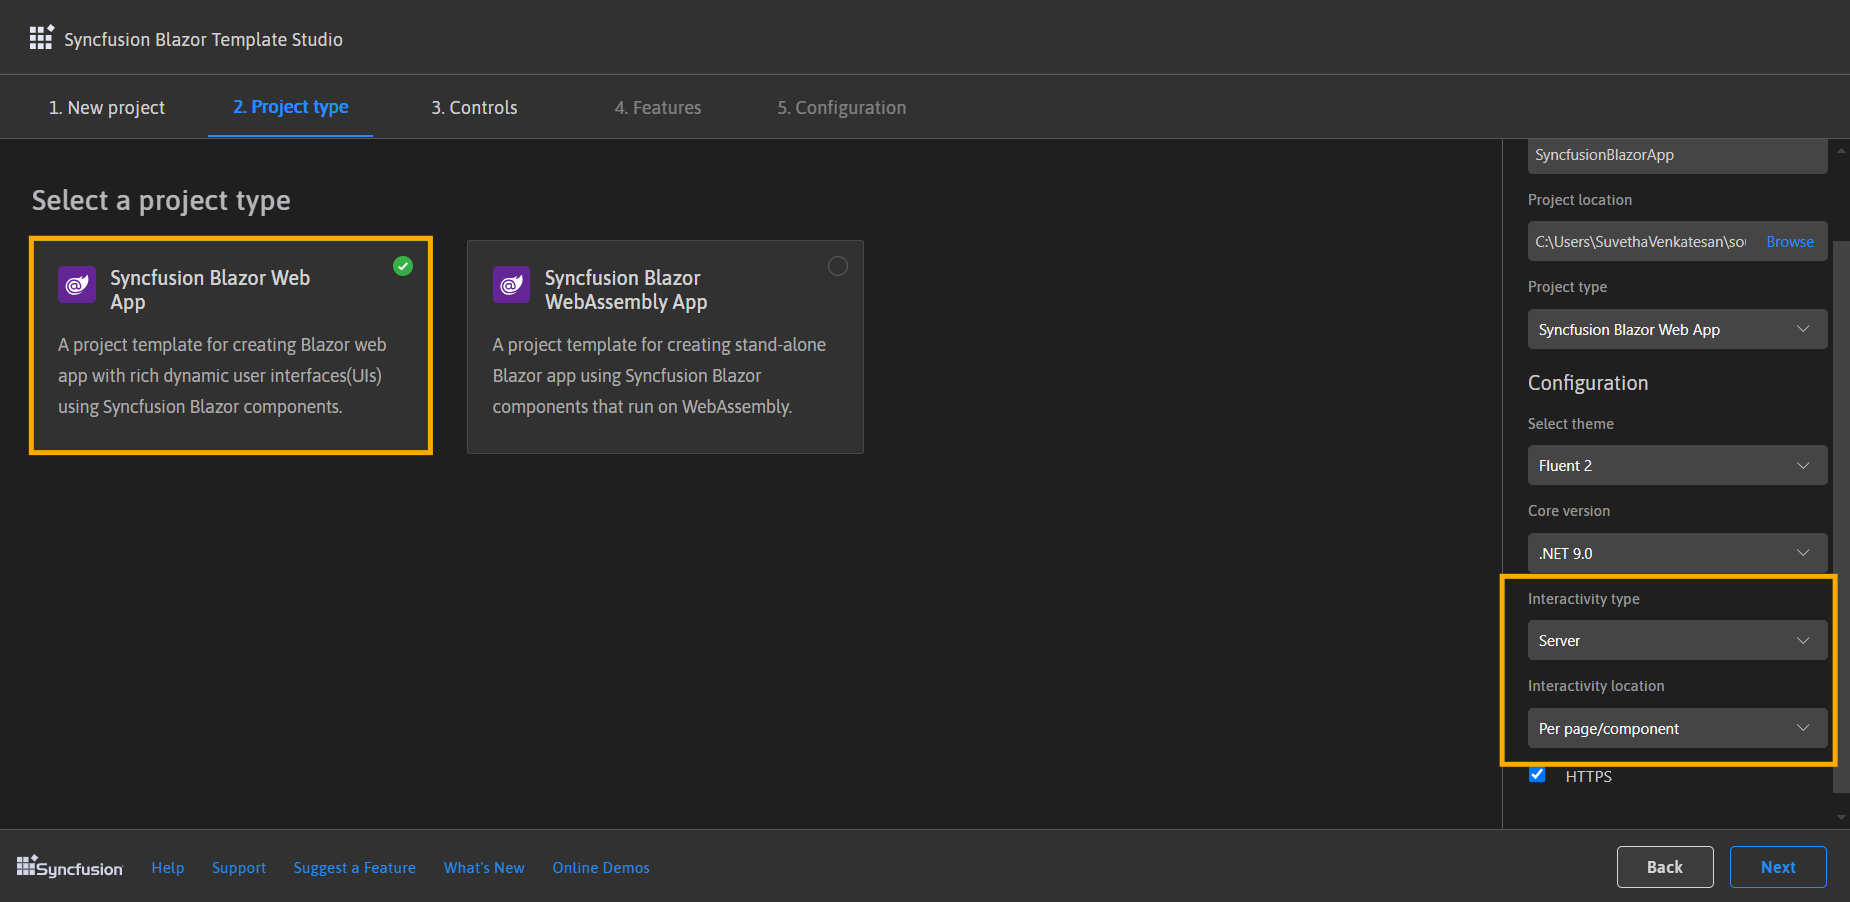 Syncfusion Blazor Template Studio
1. New project
2. Project type
3. Controls
4. Features
5. Configuration
Select a project type
Syncfusion Blazor Web
App
A project template for creating Blazor web
app with rich dynamic user interfaces(UIs)
using Syncfusion Blazor components.
Syncfusion Blazor
WebAssembly App
A project template for creating stand-alone
Blazor app using Syncfusion Blazor
components that run on WebAssembly.
SyncfusionBlazorApp
Project location
C:\Users\SuvethaVenkatesan\sou Browse
Project type
Syncfusion Blazor Web App
Configuration
Select theme
Fluent 2
Core version
.NET 9.0
Interactivity type
Server
Interactivity location
Per page/component
HTTPS
Syncfusion
Help
Support
Suggest a Feature
What's New
Online Demos
Back
Next